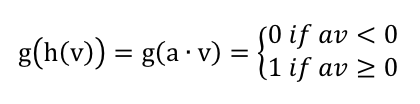 g(h(v)) = g(a · v) = {0 if av < 0
1 if av ≥ 0